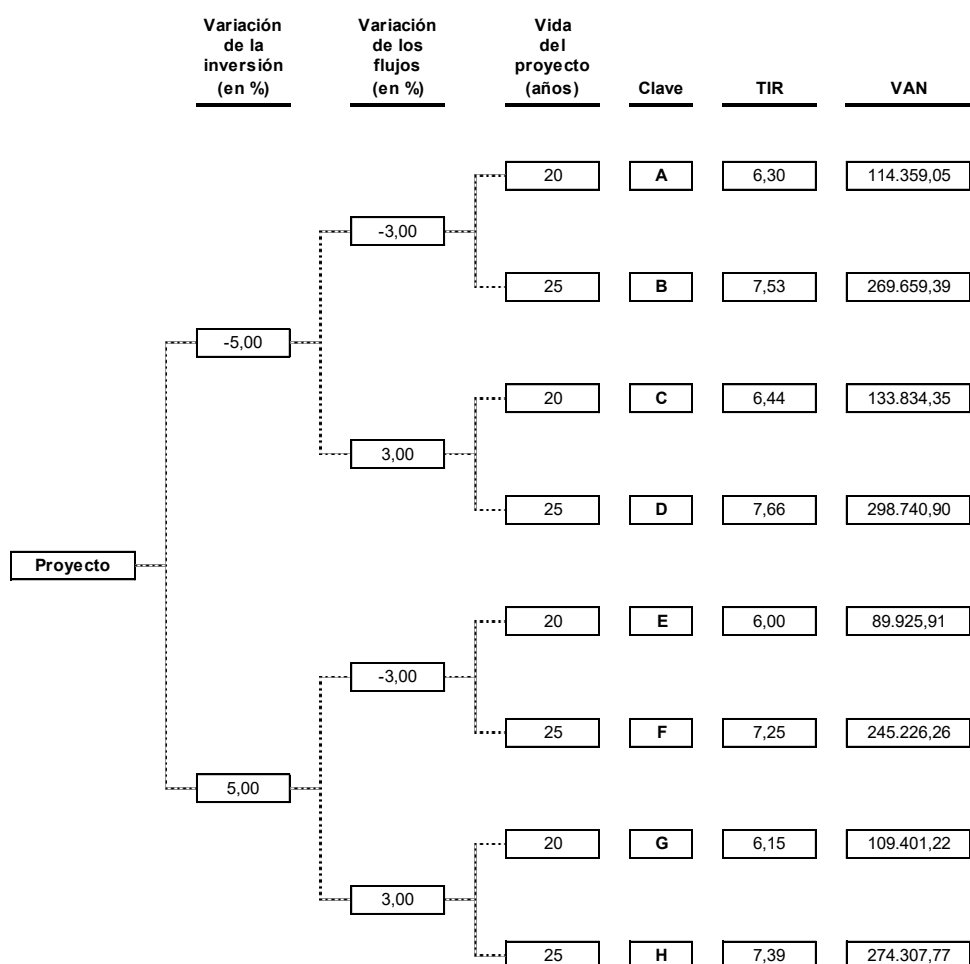 Variación Variación Vida
de la de los del
inversión flujos proyecto
(en %) (en %) (años) Clave TIR VAN
20 A 6,30 114.359,05
-3,00
25 B 7,53 269.659,39
-5,00
20 C 6,44 133.834,35
3,00
25 D 7,66 298.740,90
Proyecto
20 E 6,00 89.925,91
-3,00
25 F 7,25 245.226,26
5,00
20 G 6,15 109.401,22
3,00
25 H 7,39 274.307,77